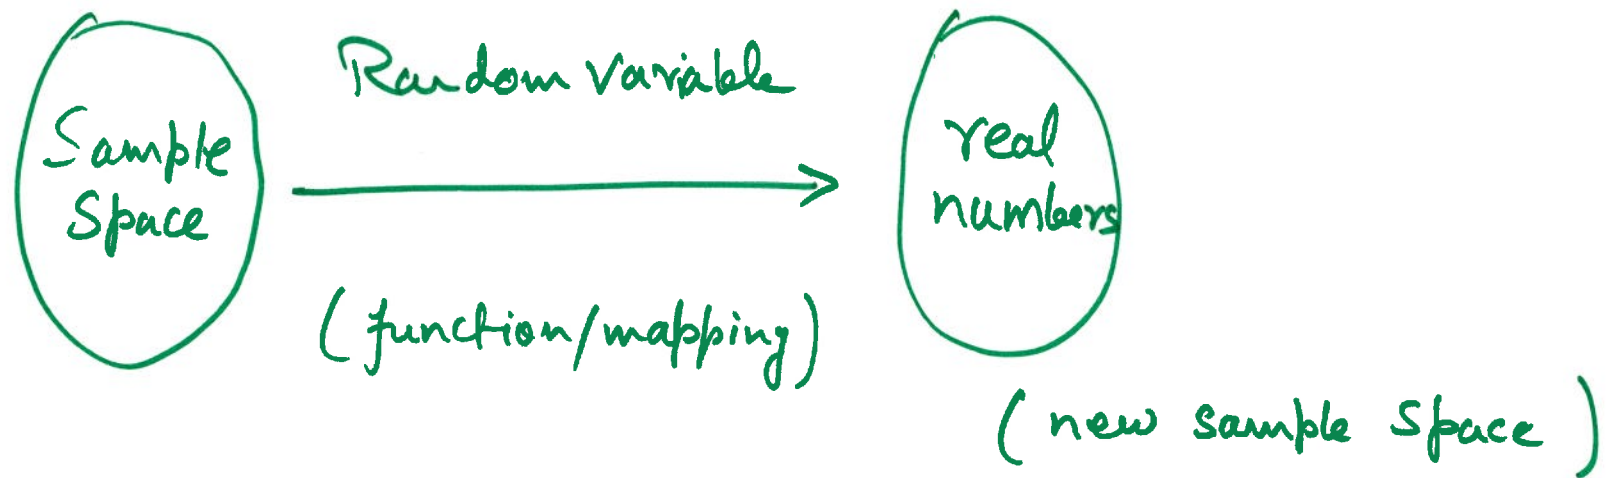 Sample
Space
Random Variable
(function/mapping)
real
numbers
(new sample space)